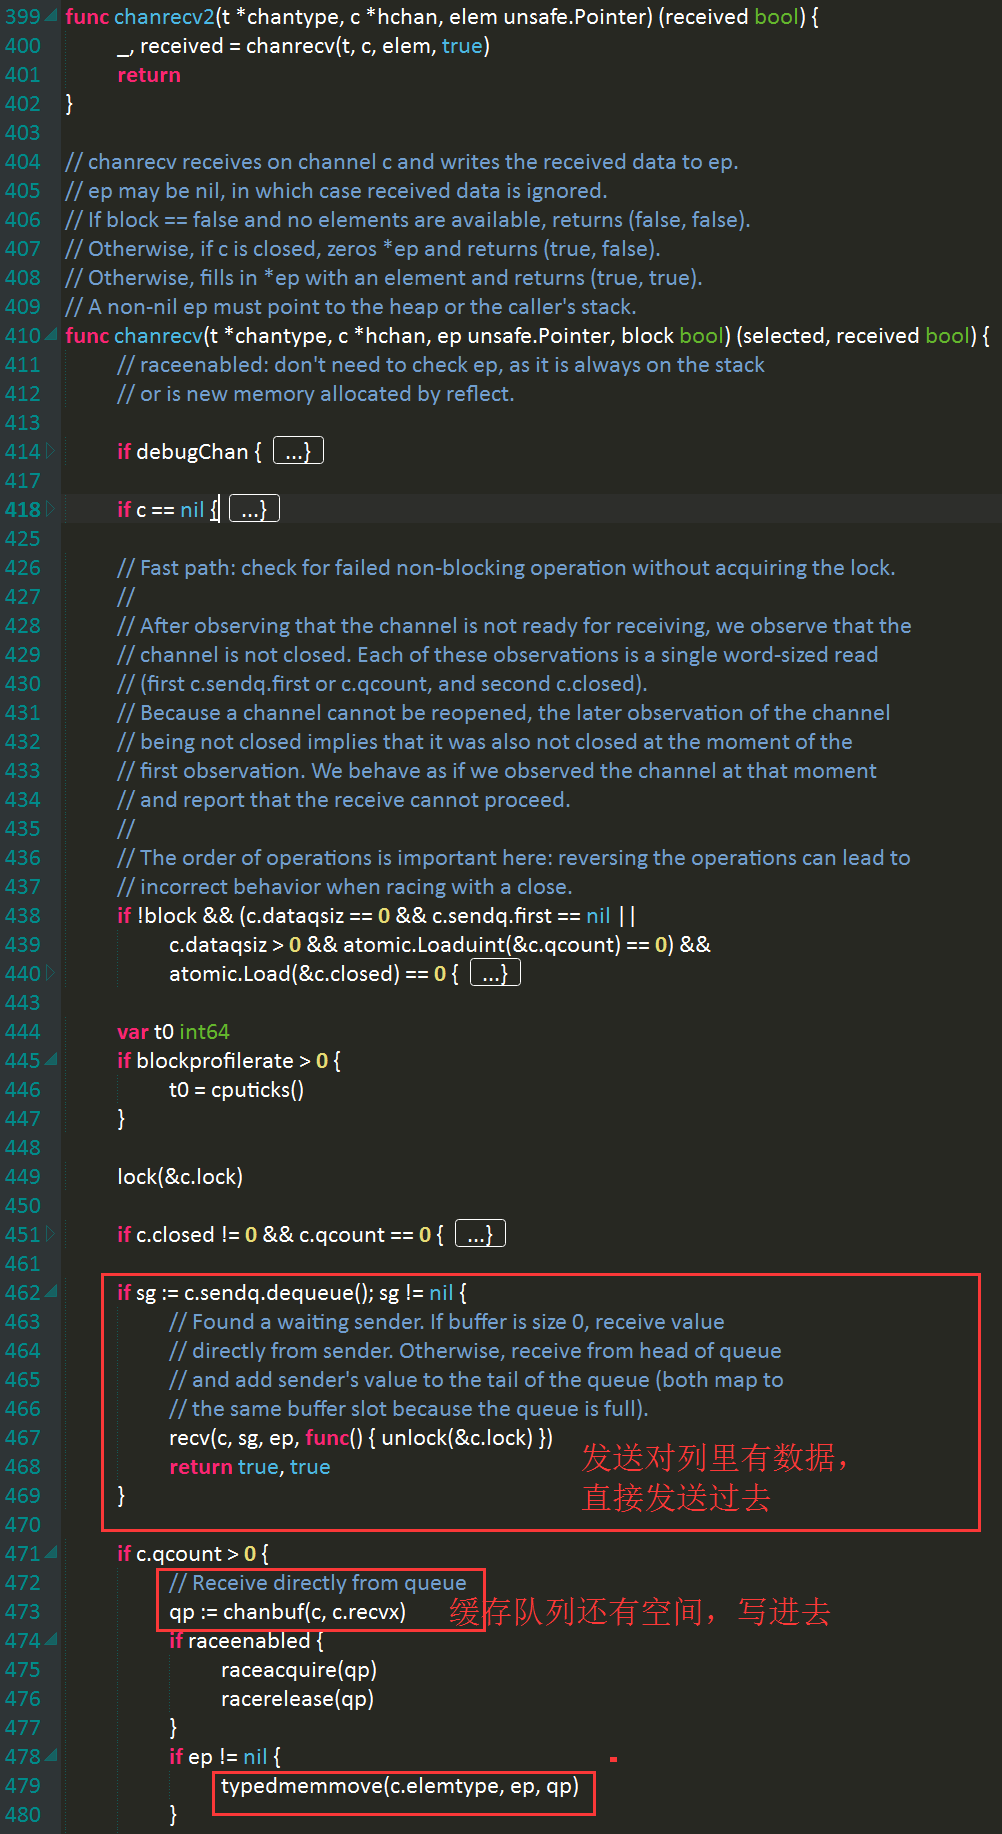 399 func chanrecv2(t *chantype, c *hchan, elem unsafe.Pointer) (received bool) {
400 _, received = chanrecv(t, c, elem, true)
401 return
402 }
403
404 // chanrecv receives on channel c and writes the received data to ep.
405 // ep may be nil, in which case received data is ignored.
406 // If block == false and no elements are available, returns (false, false).
407 // Otherwise, if c is closed, zeros *ep and returns (true, false).
408 // Otherwise, fills in *ep with an element and returns (true, true).
409 // A non-nil ep must point to the heap or the caller's stack.
410 func chanrecv(t *chantype, c *hchan, ep unsafe.Pointer, block bool) (selected, received bool) {
411 // raceenabled: don't need to check ep, as it is always on the stack
412 // or is new memory allocated by reflect.
413
414 if debugChan { ...}
417
418 if c == nil { ...}
425
426 // Fast path: check for failed non-blocking operation without acquiring the lock.
427 //
428 // After observing that the channel is not ready for receiving, we observe that the
429 // channel is not closed. Each of these observations is a single word-sized read
430 // (first c.sendq.first or c.qcount, and second c.closed).
431 // Because a channel cannot be reopened, the later observation of the channel
432 // being not closed implies that it was also not closed at the moment of the
433 // first observation. We behave as if we observed the channel at that moment
434 // and report that the receive cannot proceed.
435 //
436 // The order of operations is important here: reversing the operations can lead to
437 // incorrect behavior when racing with a close.
438 if !block && (c.dataqsiz == 0 && c.sendq.first == nil ||
439 c.dataqsiz > 0 && atomic.Loaduint(&c.qcount) == 0) &&
440 atomic.Load(&c.closed) == 0 { ...}
443
444 var t0 int64
445 if blockprofilerate > 0 {
446 t0 = cputicks()
447 }
448
449 lock(&c.lock)
450
451 if c.closed != 0 && c.qcount == 0 { ...}
461
462 if sg := c.sendq.dequeue(); sg != nil {
463 // Found a waiting sender. If buffer is size 0, receive value
464 // directly from sender. Otherwise, receive from head of queue
465 // and add sender's value to the tail of the queue (both map to
466 // the same buffer slot because the queue is full).
467 recv(c, sg, ep, func() { unlock(&c.lock) })
468 return true, true
发送对列里有数据，
469 }
直接发送过去
470
471 if c.qcount > 0 {
472 // Receive directly from queue
473 qp := chanbuf(c, c.recvx) 缓存队列还有空间，写进去
474 if raceenabled {
475 raceacquire(qp)
476 racerelease(qp)
477 }
478 if ep != nil {
479 typedmemmove(c.elemtype, ep, qp)
480 }